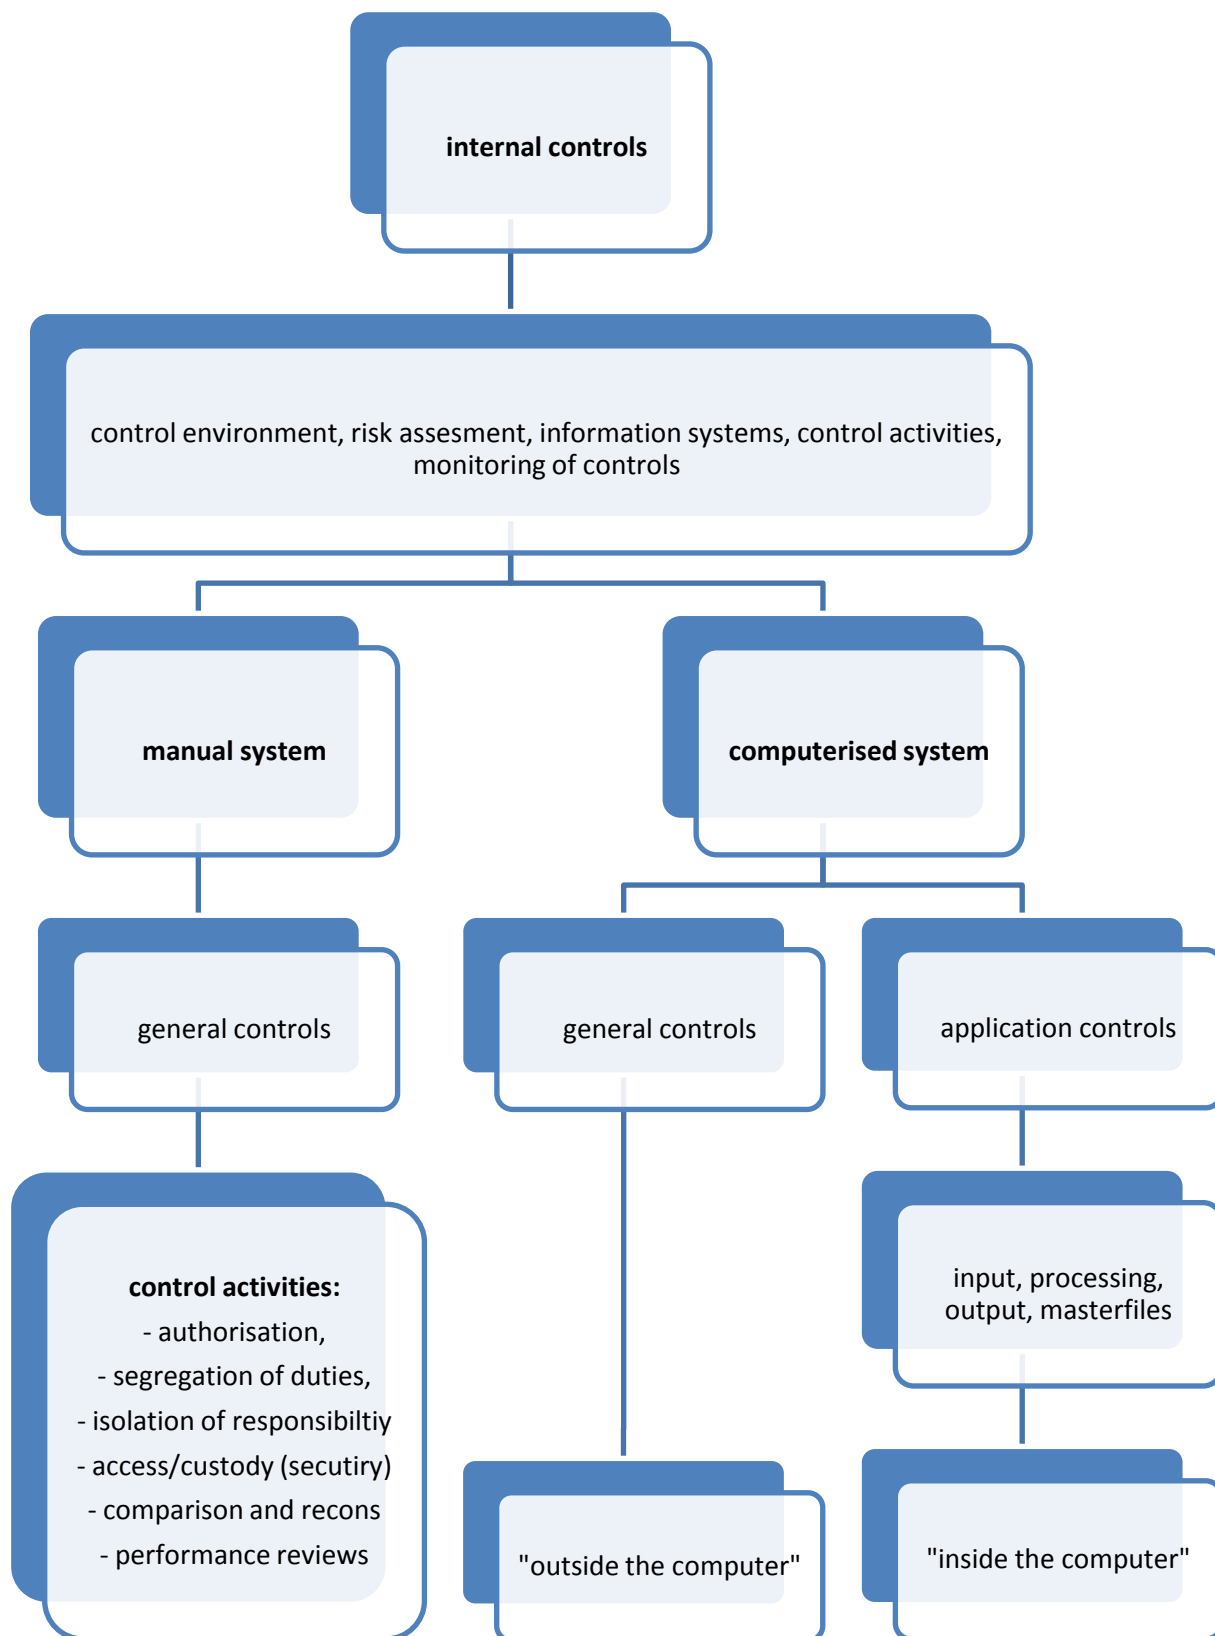 internal controls
control environment, risk assesment, information systems, control activities,
monitoring of controls
manual system
computerised system
general controls
general controls
application controls
control activities:
- authorisation,
- segregation of duties,
- isolation of responsibiltiy
- access/custody (secutiry)
- comparison and recons
- performance reviews
input, processing,
output, masterfiles
"outside the computer"
"inside the computer"